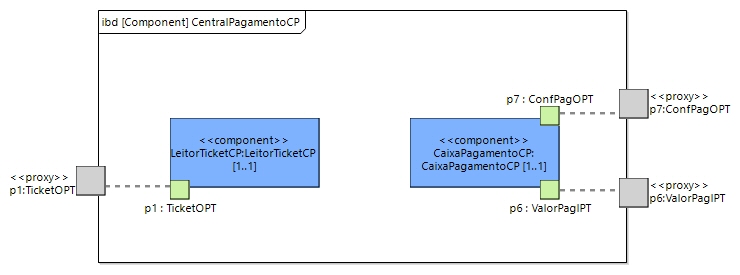 ibd [Component] CentralPagamentoCP
<<proxy>>
p1:TicketOPT
<<component>>
LeitorTicketCP:LeitorTicketCP
[1..1]
p1 : TicketOPT
p7 : ConfPagOPT
<<component>>
CaixaPagamentoCP:
CaixaPagamentoCP [1..1]
p6 : ValorPagIPT
<<proxy>>
p7:ConfPagOPT
<<proxy>>
p6:ValorPagIPT